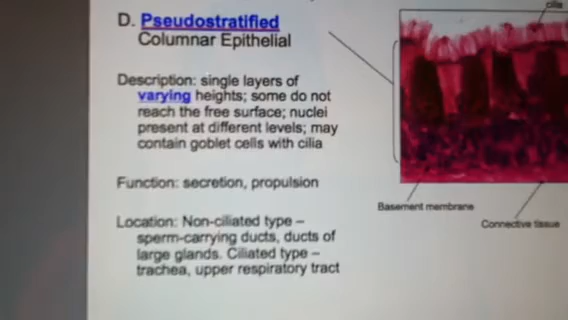 D. Pseudostratified
Columnar Epithelial
Description: single layers of
varying heights; some do not
reach the free surface; nuclei
present at different levels; may
contain goblet cells with cilia
Function: secretion, propulsion
Location: Non-ciliated type –
sperm-carrying ducts, ducts of
large glands. Ciliated type –
trachea, upper respiratory tract
cilia
Basement membrane
Connective tissue